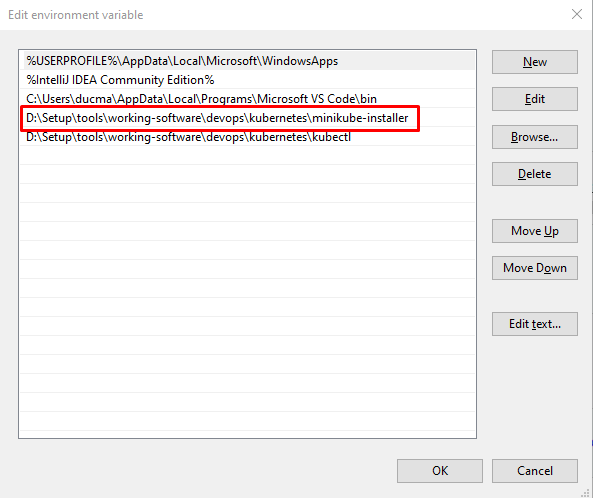 Edit environment variable
%USERPROFILE%\AppData\Local\Microsoft\WindowsApps
%IntelliJ IDEA Community Edition%
C:\Users\ducma\AppData\Local\Programs\Microsoft VS Code\bin
D:\Setup\tools\working-software\devops\kubernetes\minikube-installer
D:\Setup\tools\working-software\devops\kubernetes\kubectl
New
Edit
Browse...
Delete
Move Up
Move Down
Edit text...
OK
Cancel